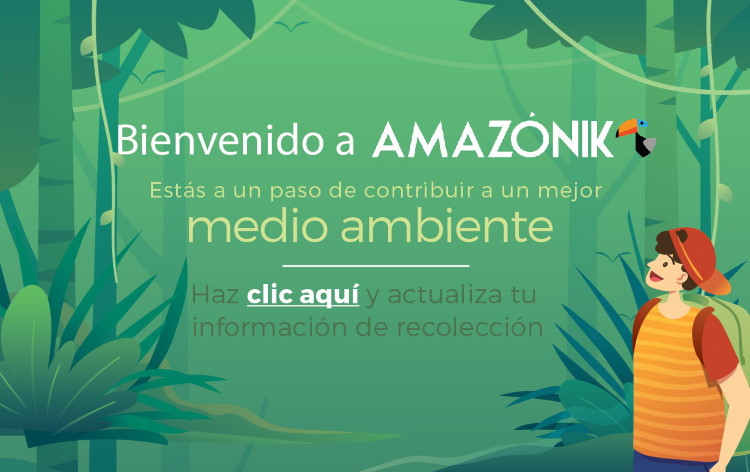 Bienvenido a AMAZÓNIK
Estás a un paso de contribuir a un mejor
medio ambiente
Haz clic aquí y actualiza tu
información de recolección